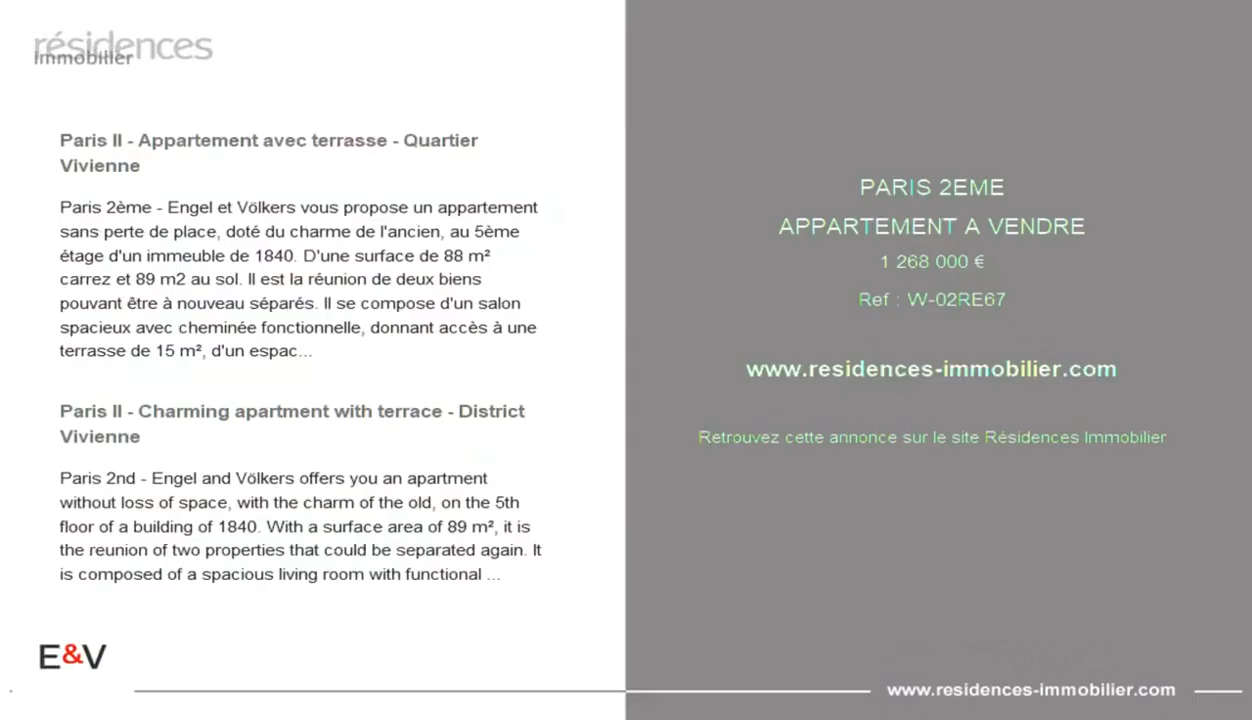 résidences
immobilier
Paris II - Appartement avec terrasse - Quartier
Vivienne
Paris 2ème - Engel et Völkers vous propose un appartement
sans perte de place, doté du charme de l'ancien, au 5ème
étage d'un immeuble de 1840. D'une surface de 88 m²
carrez et 89 m2 au sol. Il est la réunion de deux biens
pouvant être à nouveau séparés. Il se compose d'un salon
spacieux avec cheminée fonctionnelle, donnant accès à une
terrasse de 15 m², d'un espac...
Paris II - Charming apartment with terrace - District
Vivienne
Paris 2nd - Engel and Völkers offers you an apartment
without loss of space, with the charm of the old, on the 5th
floor of a building of 1840. With a surface area of 89 m², it is
the reunion of two properties that could be separated again. It
is composed of a spacious living room with functional ...
E&V
PARIS 2EME
APPARTEMENT A VENDRE
1 268 000 €
Ref : W-02RE67
www.residences-immobilier.com
Retrouvez cette annonce sur le site Résidences Immobilier
www.residences-immobilier.com